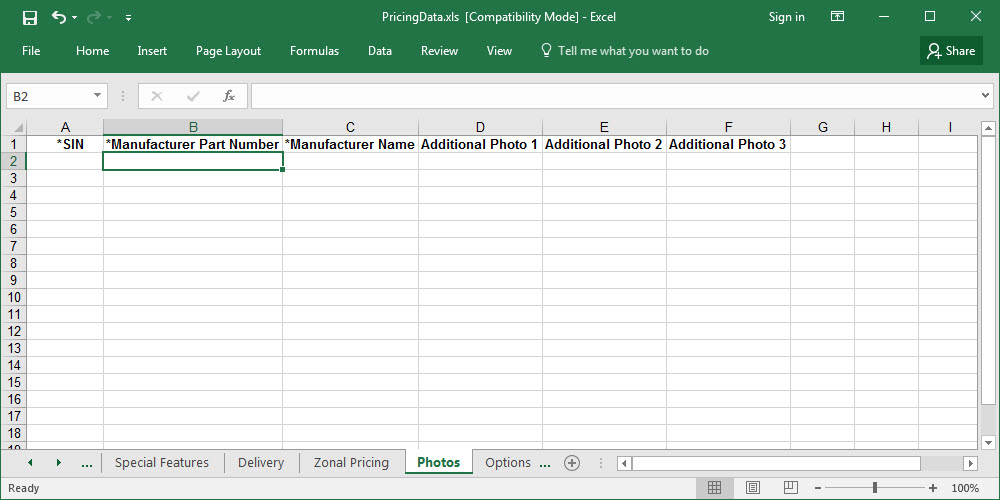 PricingData.xls [Compatibility Mode] - Excel
Sign in
File Home Insert Page Layout Formulas Data Review View Tell me what you want to do Share
B2 fx
A B C D E F G H I
1 *SIN *Manufacturer Part Number *Manufacturer Name Additional Photo 1 Additional Photo 2 Additional Photo 3
2
3
4
5
6
7
8
9
10
11
12
13
14
15
16
17
18
19
... Special Features Delivery Zonal Pricing Photos Options ...
Ready 100%